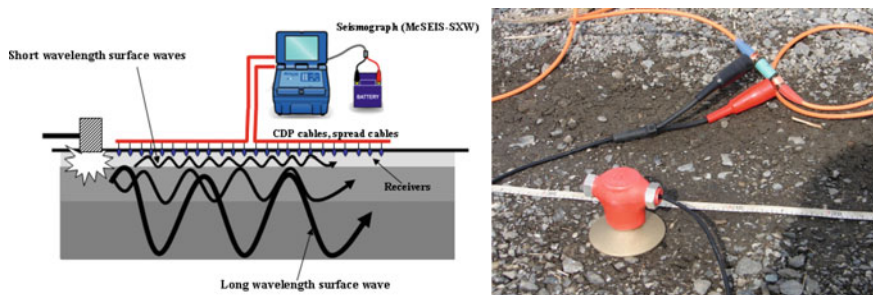 Seismograph (McSEIS-SXW)
Short wavelength surface waves
BATTERY
CDP cables, spread cables
Receivers
Long wavelength surface wave